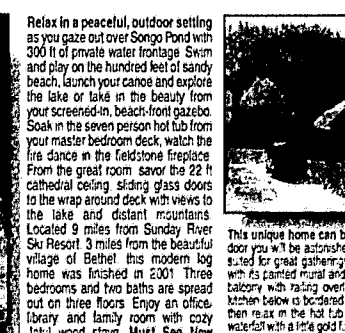 Relax in a peaceful, outdoor setting
as you gaze out over Songo Pond with
300 ft of private water frontage Swim
and play on the hundred feet of sandy
beach, launch your canoe and explore
the lake or take in the beauty from
your screened-in, beach-front gazebo.
Soak in the seven person hot tub from
your master bedroom deck, watch the
fire dance in the fieldstone fireplace
From the great room savor the 22 ft
cathedral ceiling, sliding glass doors
to the wrap around deck with views to
the lake and distant mountains.
Located 9 miles from Sunday River
Ski Resort 3 miles from the beautiful
village of Bethel this modern log
home was finished in 2001 Three
bedrooms and two baths are spread
out on three floors Enjoy an office,
library and family room with cozy
wood stove. Must See Now
This unique home can b
door you will be astonishe
suited for great gatherings
with its painted mural and
balcony with railing over
kitchen below is bordered
then relax in the hot tub
waterfall with a little gold f